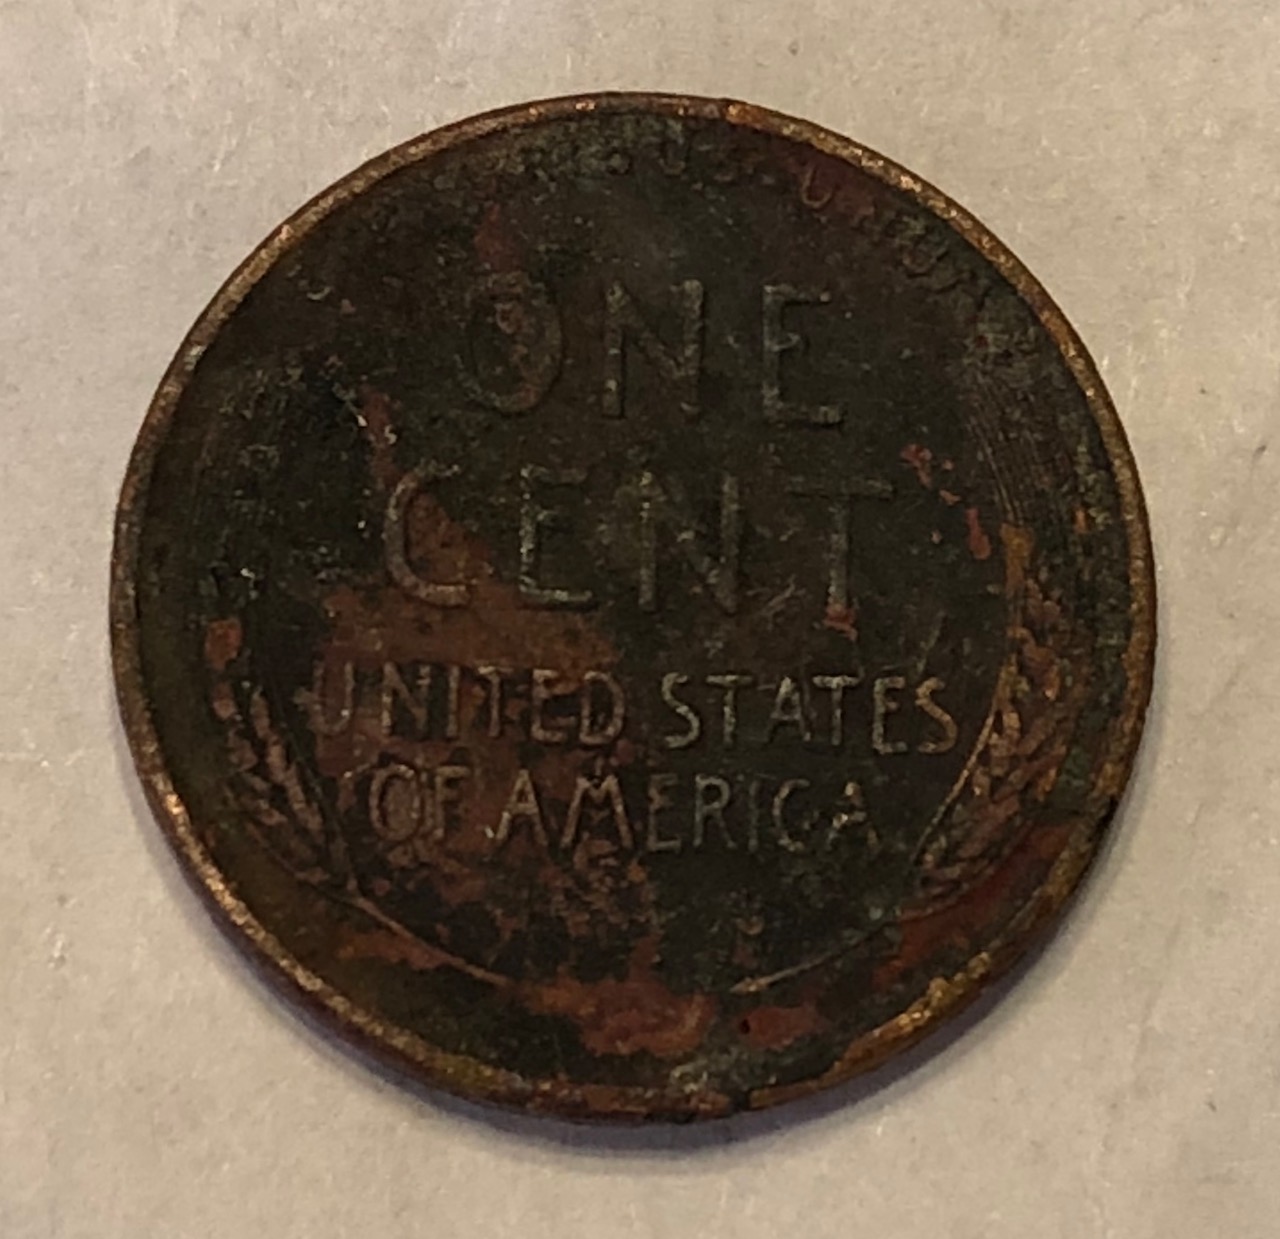 ONE
CENT
UNITED STATES
OF AMERICA